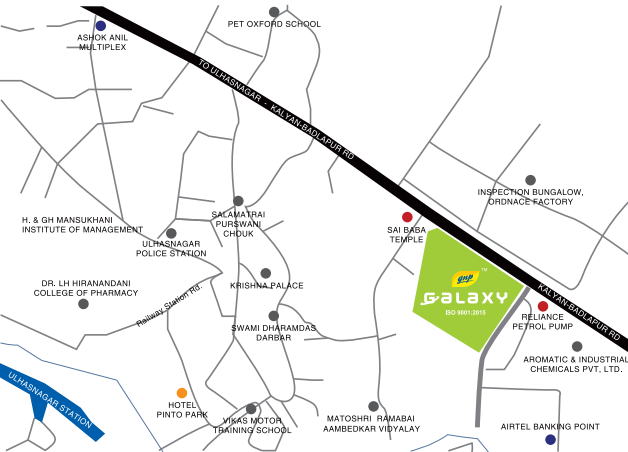 PET OXFORD SCHOOL
ASHOK ANIL
MULTIPLEX
TO ULHASNAGAR - KALYAN-BADLAPUR RD
INSPECTION BUNGALOW,
ORDNACE FACTORY
SALAMATRAI
PURSWANI
CHOUK
H. & GH MANSUKHANI
INSTITUTE OF MANAGEMENT
SAI BABA
TEMPLE
ULHASNAGAR
POLICE STATION
KRISHNA PALACE
DR. LH HIRANANDANI
COLLEGE OF PHARMACY
Railway Station Rd.
gnp
TM
GALAXY
ISO 9001:2015
KALYAN-BADLAPUR RD
RELIANCE
PETROL PUMP
SWAMI DHARAMDAS
DARBAR
AROMATIC & INDUSTRIAL
CHEMICALS PVT, LTD.
ULHASNAGAR STATION
HOTEL
PINTO PARK
VIKAS MOTOR
TRAINING SCHOOL
MATOSHRI RAMABAI
AAMBEDKAR VIDYALAY
AIRTEL BANKING POINT